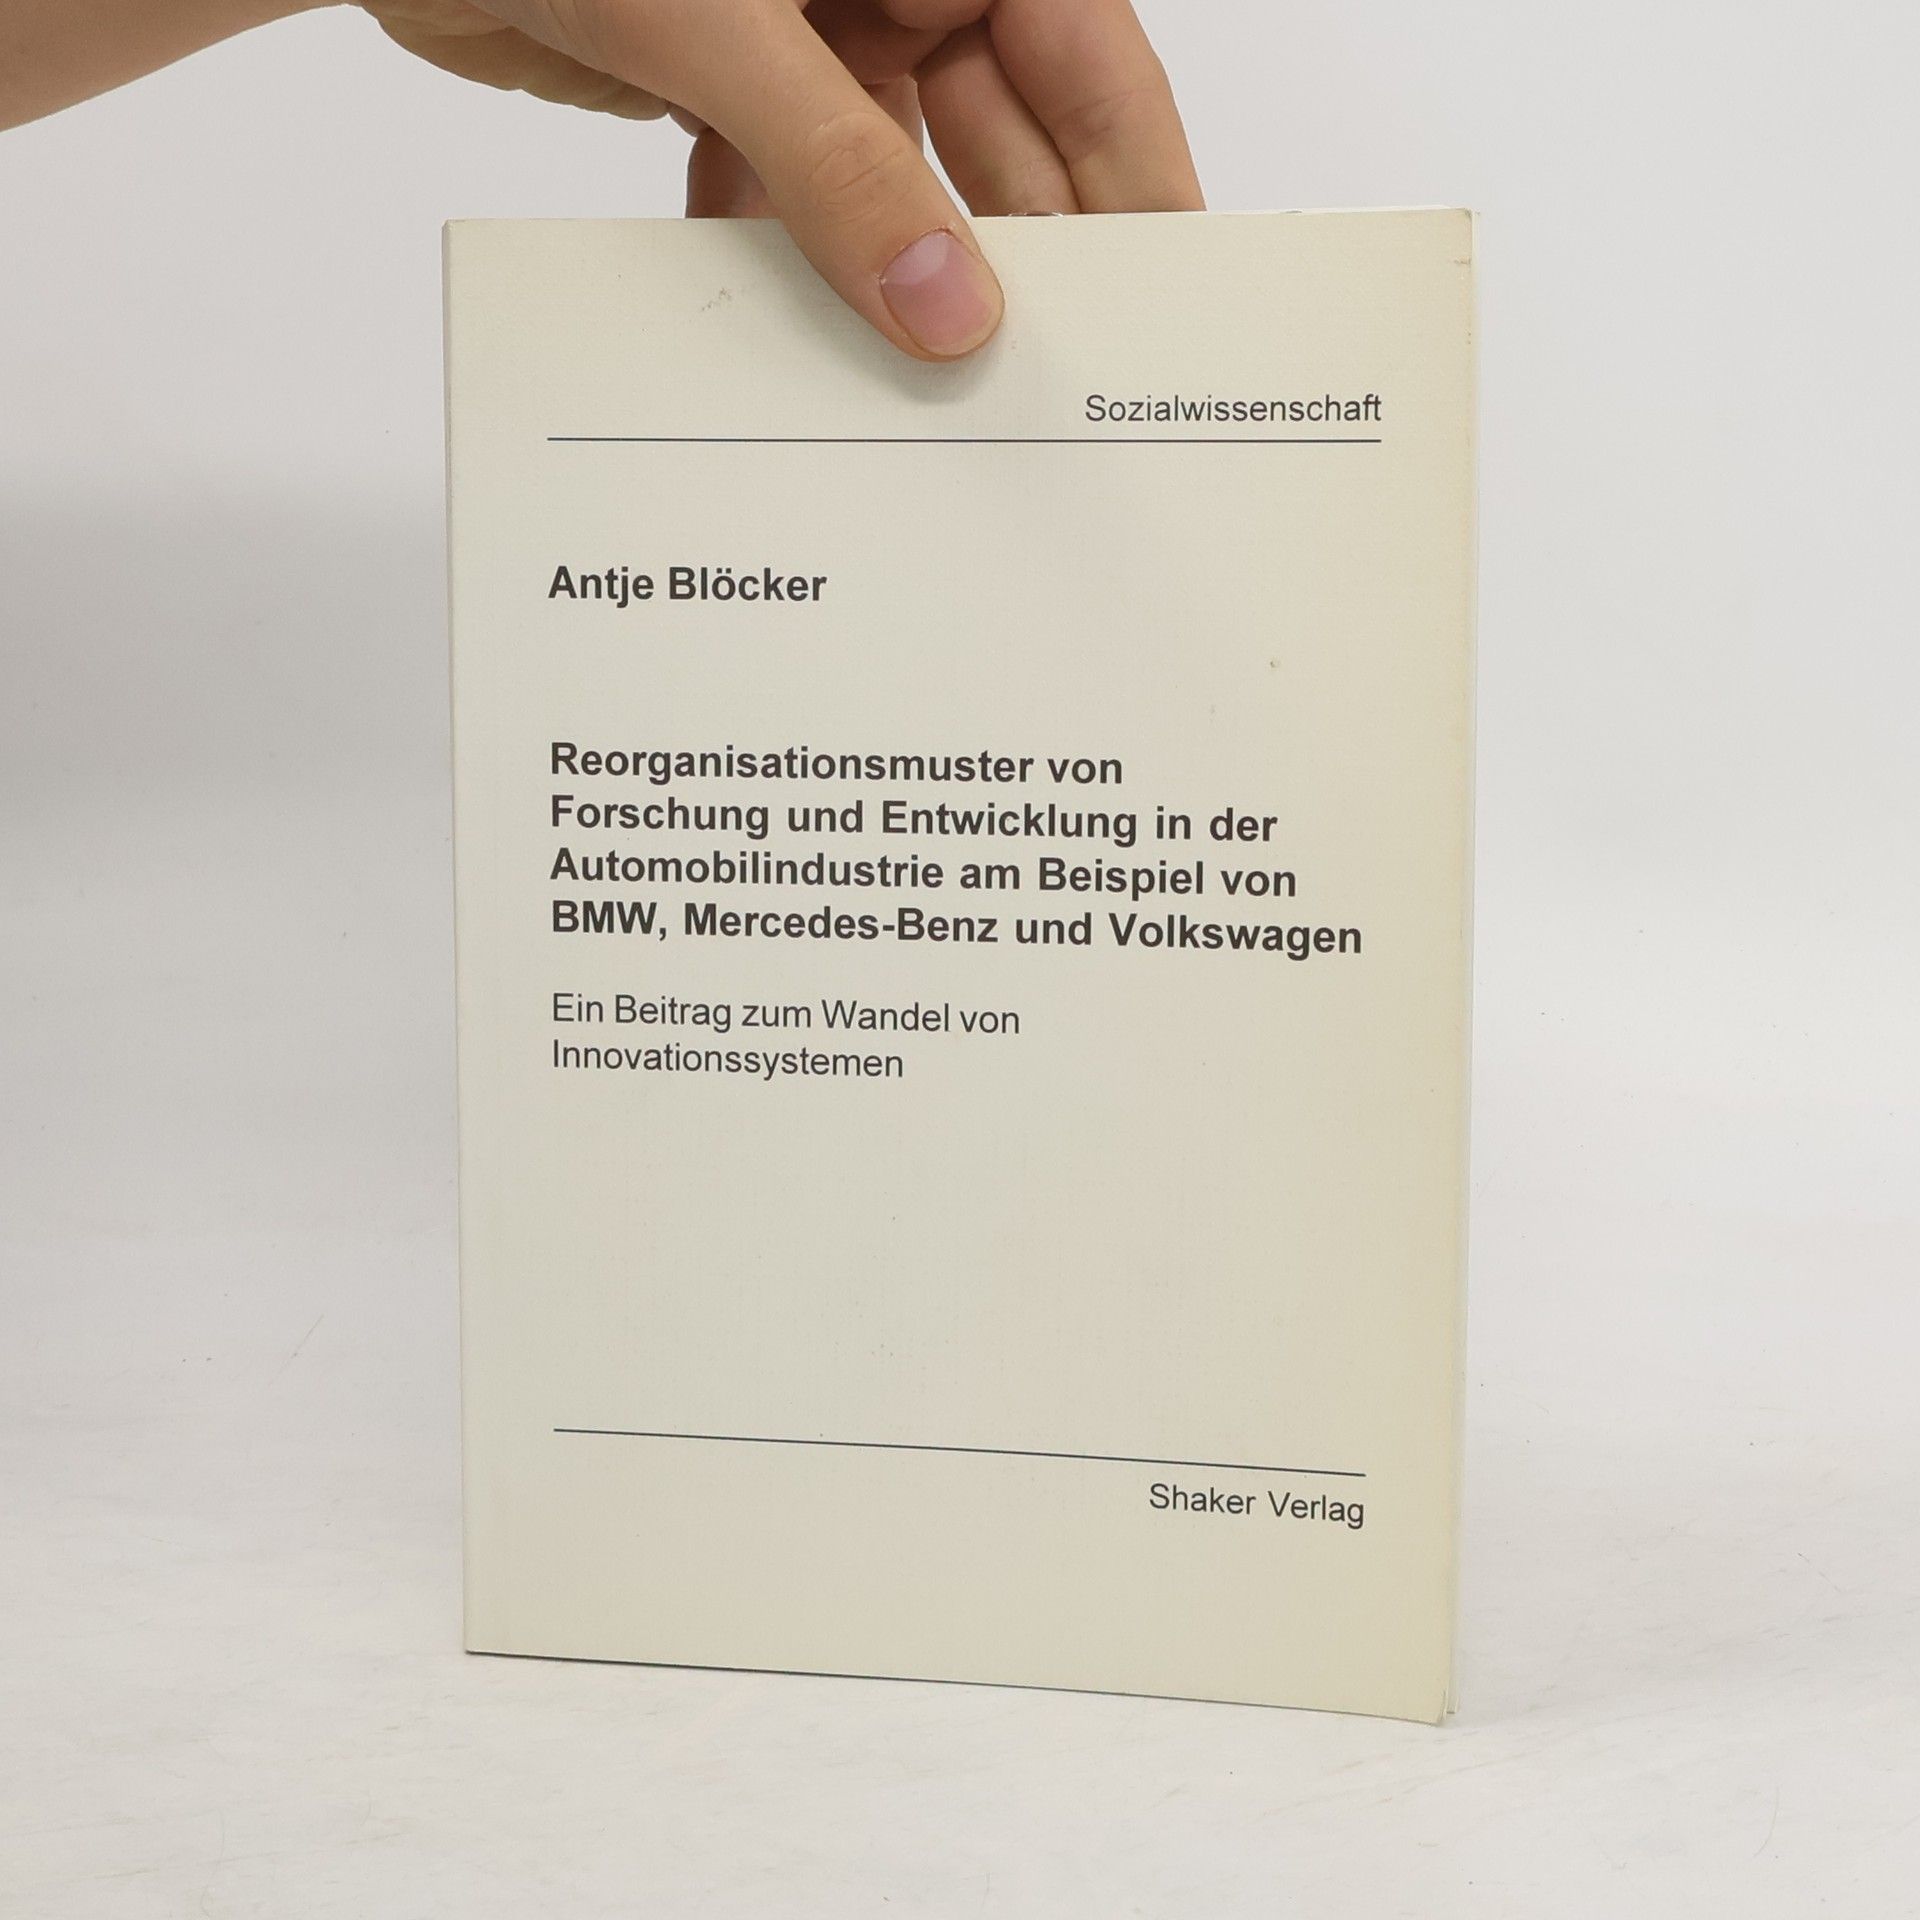 Sozialwissenschaft
Antje Blöcker
Reorganisationsmuster von
Forschung und Entwicklung in der
Automobilindustrie am Beispiel von
BMW, Mercedes-Benz und Volkswagen
Ein Beitrag zum Wandel von
Innovationssystemen
Shaker Verlag